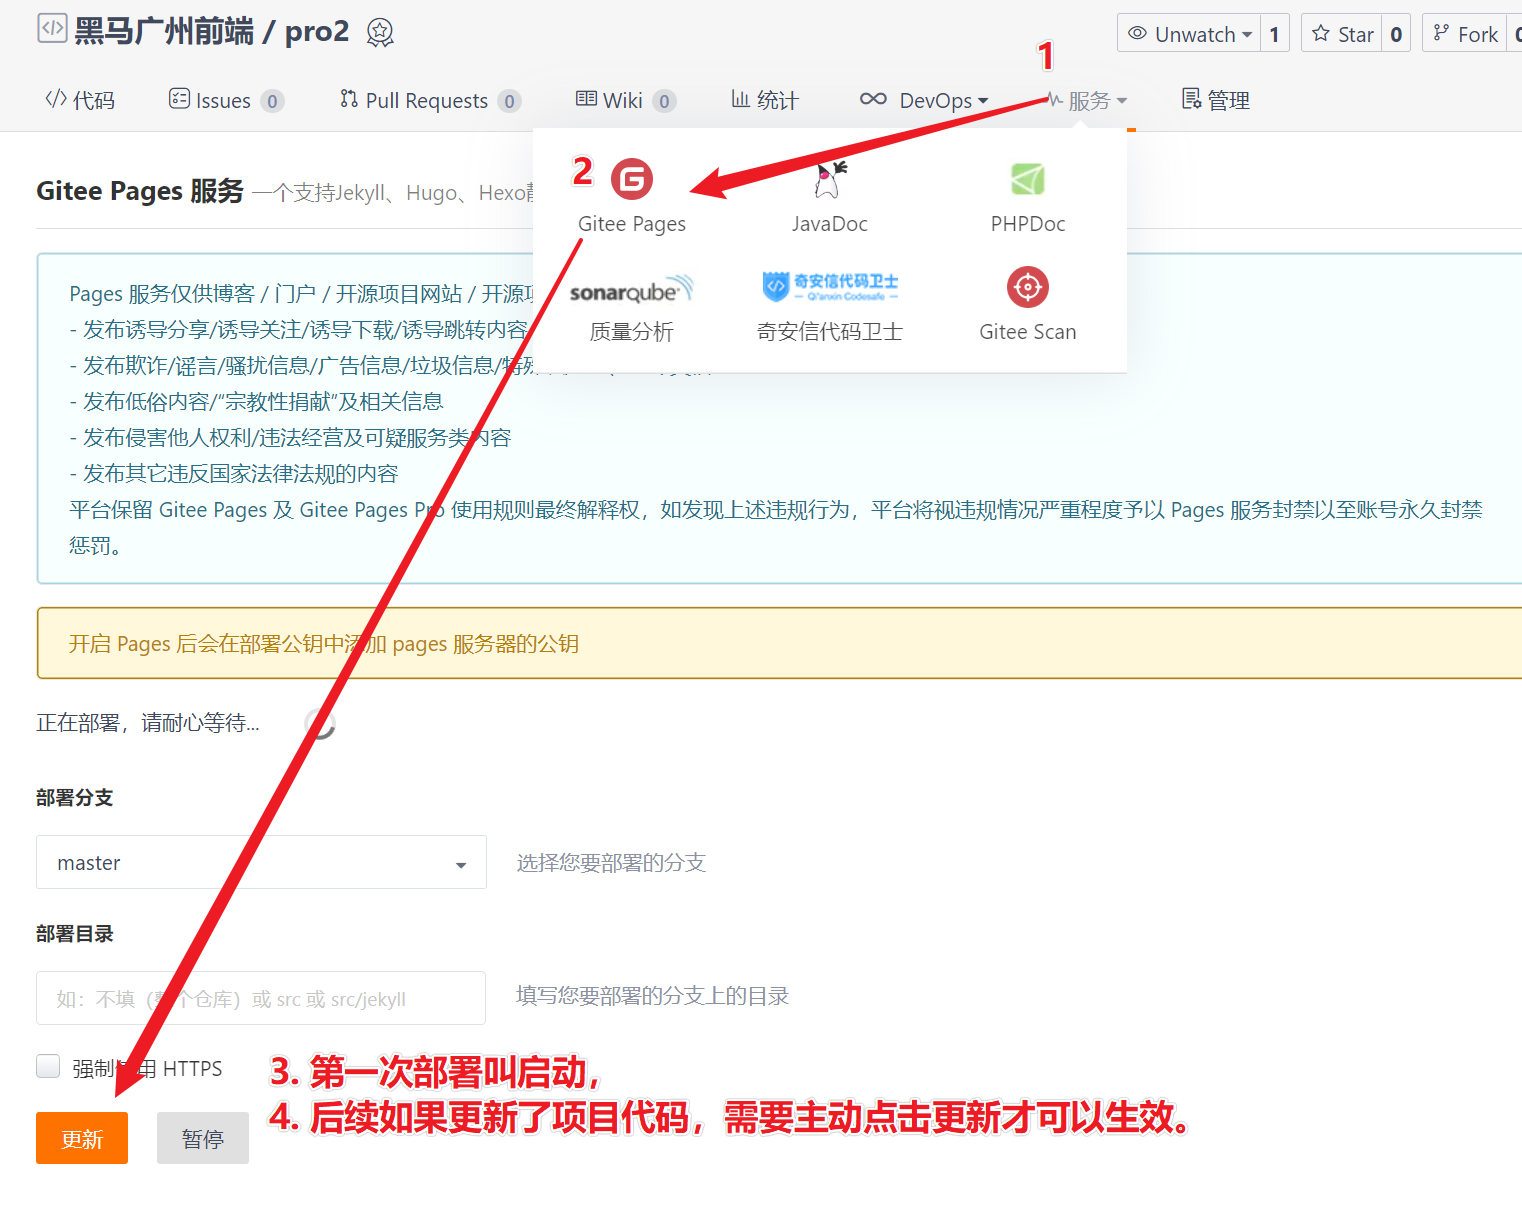 黑马广州前端 / pro2
Unwatch 1 Star 0 Fork
1
代码 Issues 0 Pull Requests 0 Wiki 0 统计 DevOps 服务 管理
2
Gitee Pages 服务 一个支持Jekyll、Hugo、Hexo
Gitee Pages JavaDoc PHPDoc
sonarqube 奇安信代码卫士
Qi'anxin Codesafe
质量分析 奇安信代码卫士 Gitee Scan
Pages 服务仅供博客 / 门户 / 开源项目网站 / 开源
- 发布诱导分享/诱导关注/诱导下载/诱导跳转内容
- 发布欺诈/谣言/骚扰信息/广告信息/垃圾信息/特殊
- 发布低俗内容/“宗教性捐献”及相关信息
- 发布侵害他人权利/违法经营及可疑服务类内容
- 发布其它违反国家法律法规的内容
平台保留 Gitee Pages 及 Gitee Pages Pro 使用规则最终解释权，如发现上述违规行为，平台将视违规情况严重程度予以 Pages 服务封禁以至账号永久封禁
惩罚。
开启 Pages 后会在部署公钥中添加 pages 服务器的公钥
正在部署，请耐心等待...
部署分支
master 选择您要部署的分支
部署目录
如：不填（整个仓库）或 src 或 src/jekyll 填写您要部署的分支上的目录
强制使用 HTTPS
3. 第一次部署叫启动，
4. 后续如果更新了项目代码，需要主动点击更新才可以生效。
更新 暂停